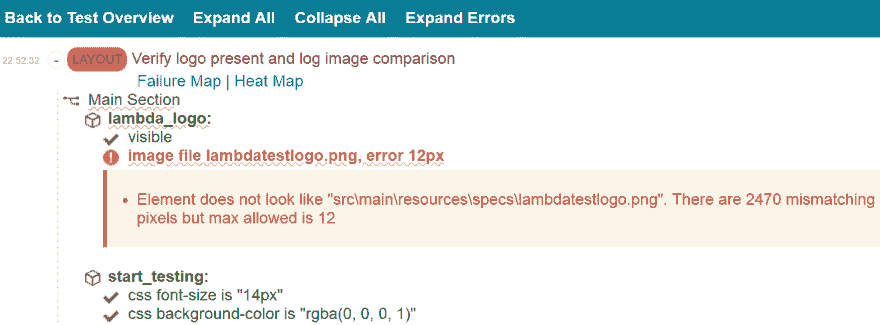 Back to Test Overview Expand All Collapse All Expand Errors
22:52:32 - LAYOUT Verify logo present and log image comparison
Failure Map | Heat Map
Main Section
lambda_logo:
visible
image file lambdatestlogo.png, error 12px
Element does not look like "src\main\resources\specs\lambdatestlogo.png". There are 2470 mismatching
pixels but max allowed is 12
start_testing:
css font-size is "14px"
css background-color is "rgba(0, 0, 0, 1)"